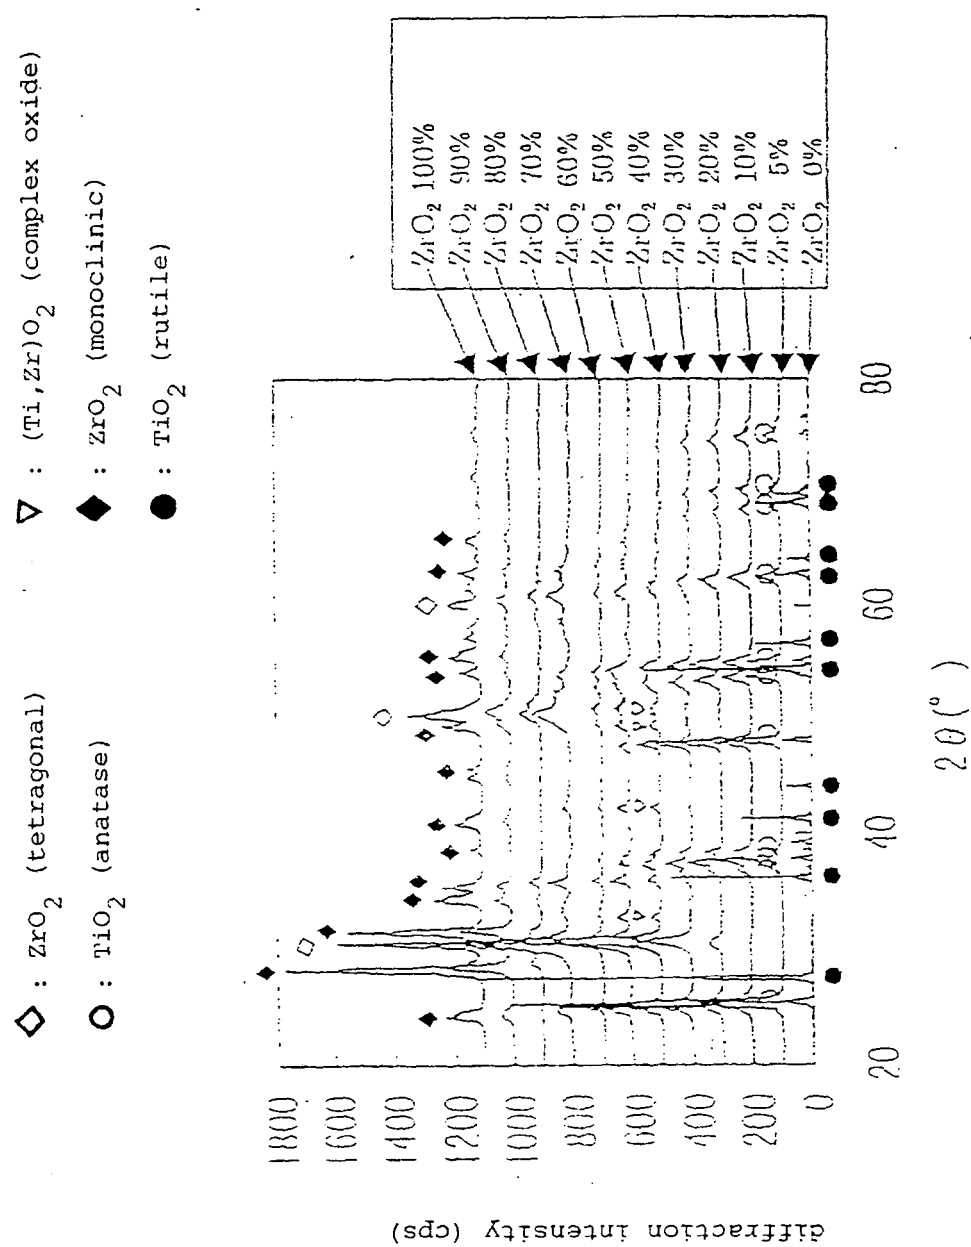 ◇ : ZrO2 (tetragonal)
▽ : (Ti,Zr)O2 (complex oxide)
○ : TiO2 (anatase)
◆ : ZrO2 (monoclinic)
● : TiO2 (rutile)
diffraction intensity (cps)
1800
1600
1400
1200
1000
800
600
400
200
0
20
40
60
80
2θ(°)
ZrO2 100%
ZrO2 90%
ZrO2 80%
ZrO2 70%
ZrO2 60%
ZrO2 50%
ZrO2 40%
ZrO2 30%
ZrO2 20%
ZrO2 10%
ZrO2 5%
ZrO2 0%